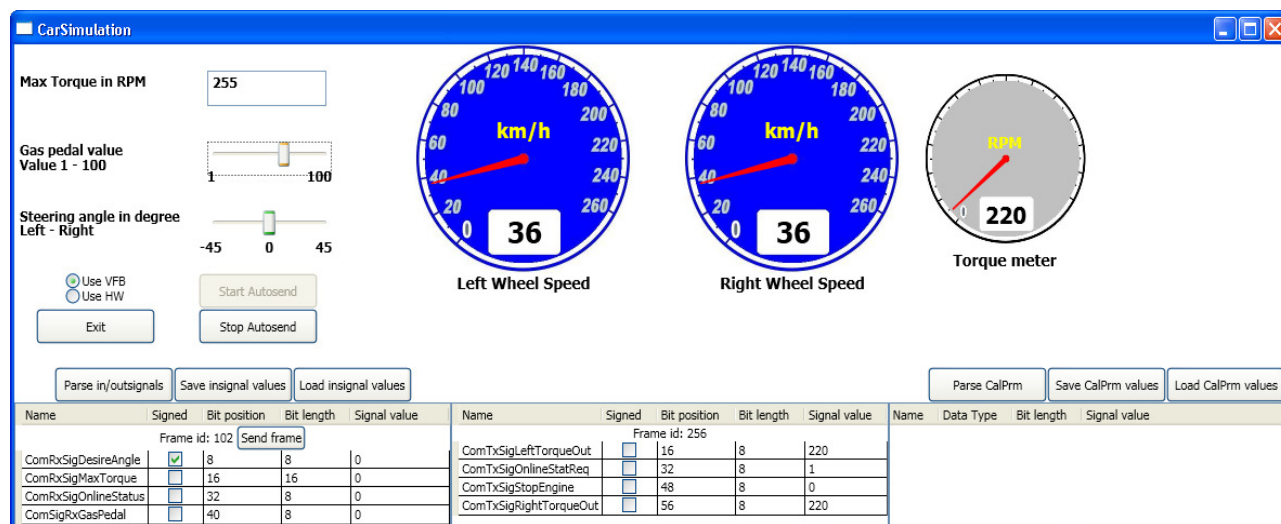 CarSimulation
Max Torque in RPM
255
Gas pedal value
Value 1 - 100
1 100
Steering angle in degree
Left - Right
-45 0 45
Use VFB
Use HW
Start Autosend
Exit
Stop Autosend
km/h
0 20 40 60 80 100 120 140 160 180 200 220 240 260
36
Left Wheel Speed
km/h
0 20 40 60 80 100 120 140 160 180 200 220 240 260
36
Right Wheel Speed
RPM
0
220
Torque meter
Parse in/outsignals
Save insignal values
Load insignal values
Parse CalPrm
Save CalPrm values
Load CalPrm values
Name Signed Bit position Bit length Signal value
Frame id: 102 Send frame
ComRxSigDesireAngle 8 8 0
ComRxSigMaxTorque 16 16 0
ComRxSigOnlineStatus 32 8 0
ComSigRxGasPedal 40 8 0
Name Signed Bit position Bit length Signal value
Frame id: 256
ComTxSigLeftTorqueOut 16 8 220
ComTxSigOnlineStatReq 32 8 1
ComTxSigStopEngine 48 8 0
ComTxSigRightTorqueOut 56 8 220
Name Data Type Bit length Signal value